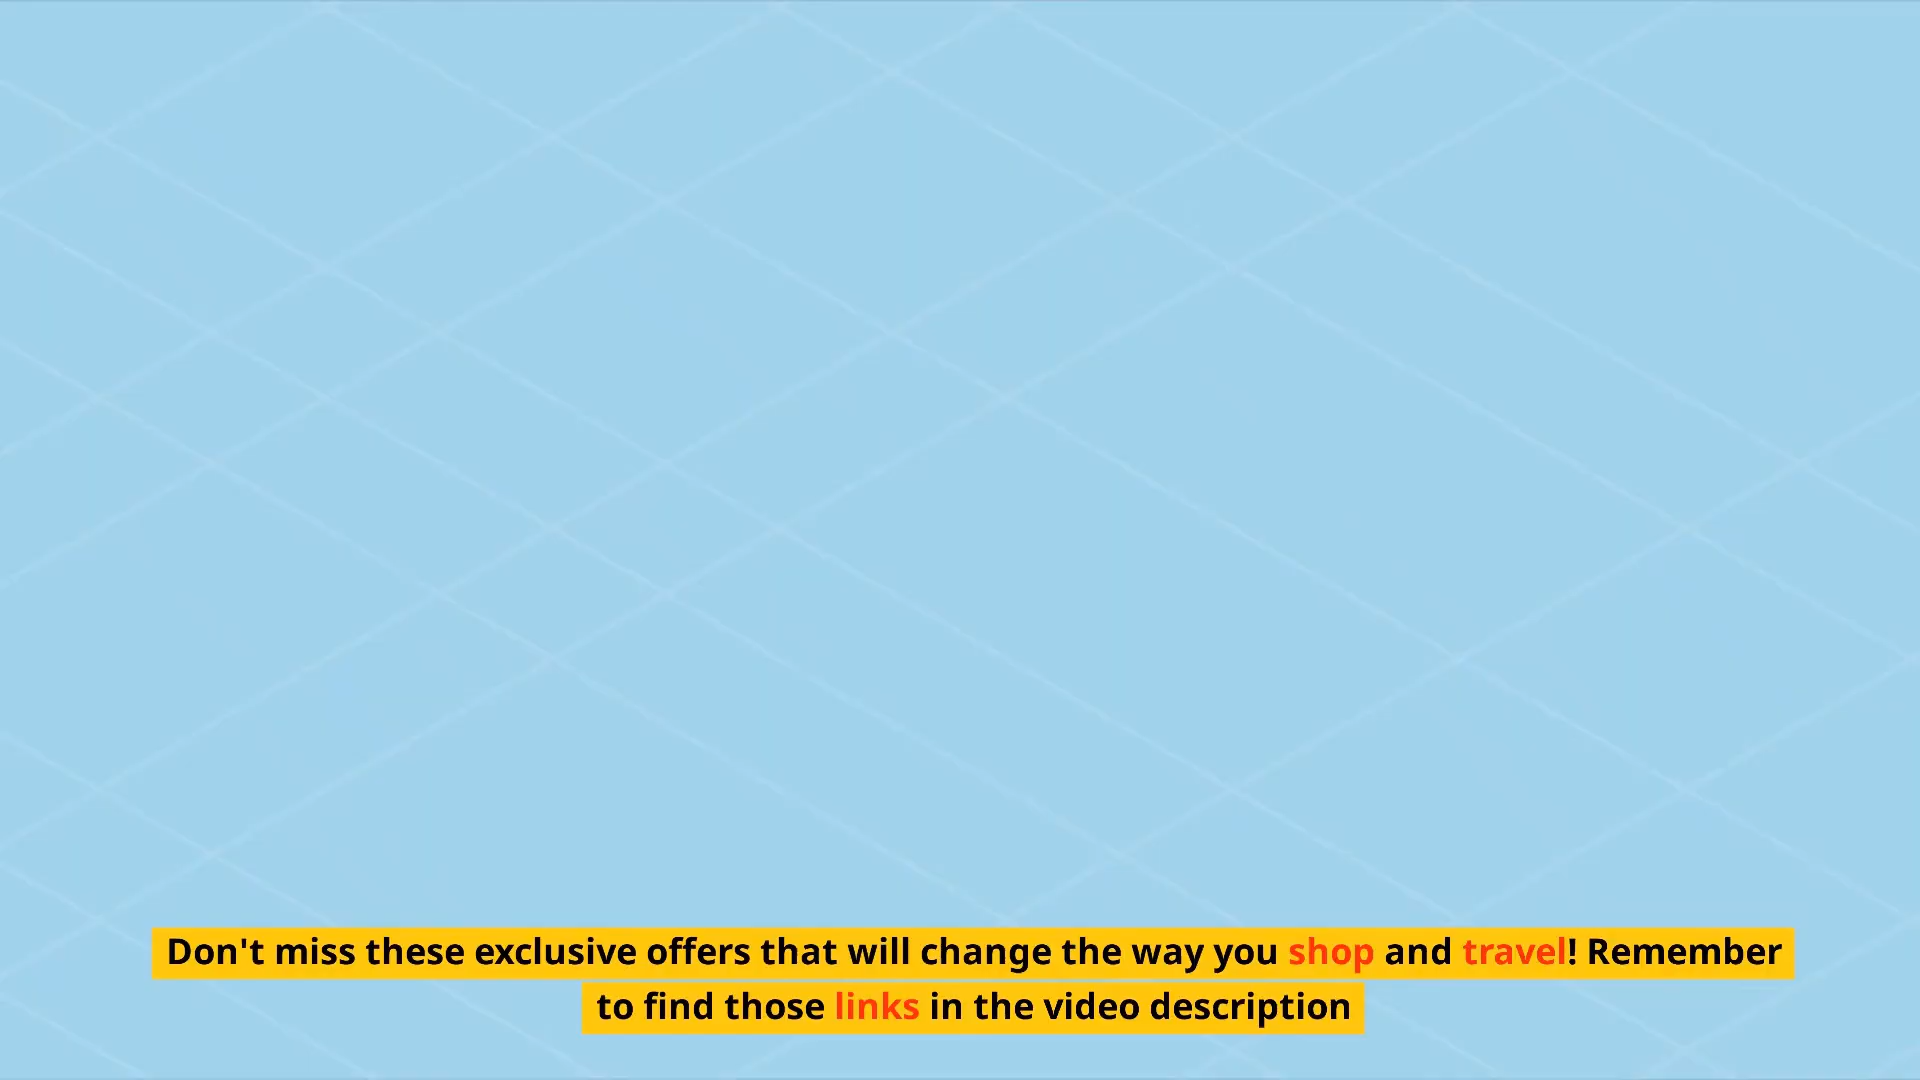 Don't miss these exclusive offers that will change the way you shop and travel! Remember
to find those links in the video description